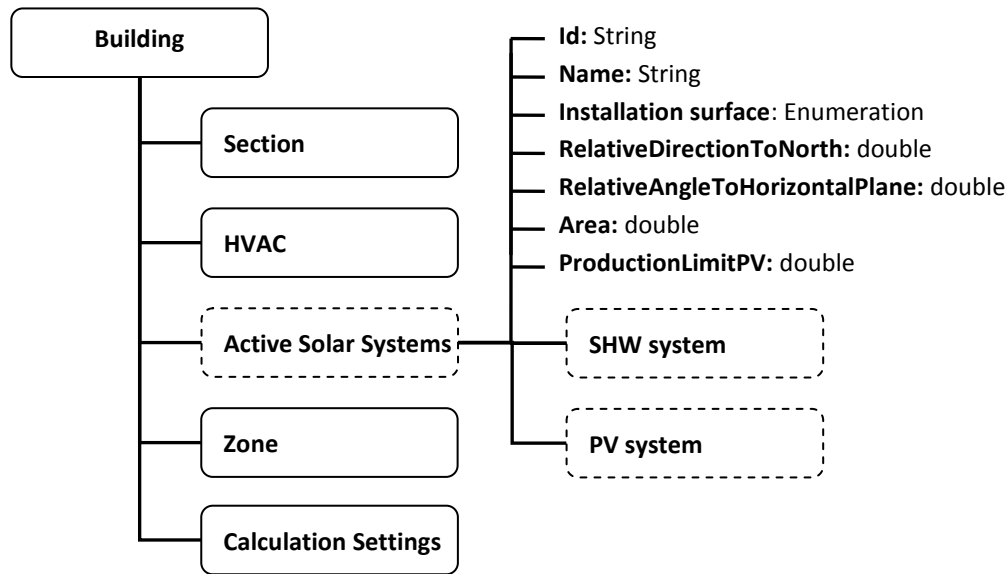 Building
Section
HVAC
Active Solar Systems
Zone
Calculation Settings
Id: String
Name: String
Installation surface: Enumeration
RelativeDirectionToNorth: double
RelativeAngleToHorizontalPlane: double
Area: double
ProductionLimitPV: double
SHW system
PV system